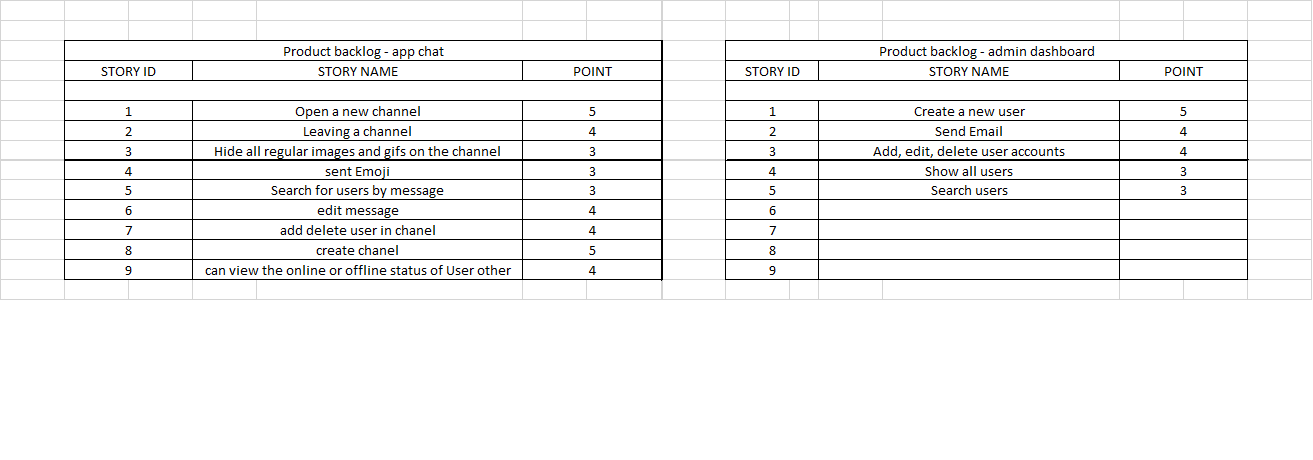 Product backlog - app chat
STORY ID STORY NAME POINT
1 Open a new channel 5
2 Leaving a channel 4
3 Hide all regular images and gifs on the channel 3
4 sent Emoji 3
5 Search for users by message 3
6 edit message 4
7 add delete user in chanel 4
8 create chanel 5
9 can view the online or offline status of User other 4
Product backlog - admin dashboard
STORY ID STORY NAME POINT
1 Create a new user 5
2 Send Email 4
3 Add, edit, delete user accounts 4
4 Show all users 3
5 Search users 3
6
7
8
9